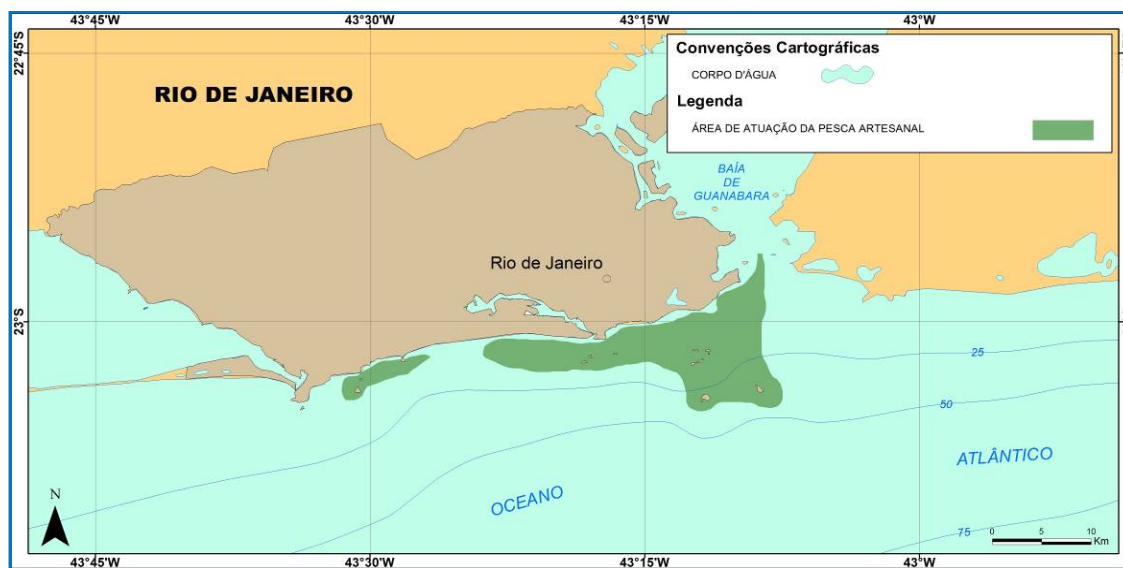 43°45'W 43°30'W 43°15'W 43°W
22°45'S
Convenções Cartográficas
CORPO D'ÁGUA
Legenda
ÁREA DE ATUAÇÃO DA PESCA ARTESANAL
RIO DE JANEIRO
BAÍA
DE
GUANABARA
Rio de Janeiro
23°S
25
50
ATLÂNTICO
OCEANO
N
75
0 5 10
Km
43°45'W 43°30'W 43°15'W 43°W